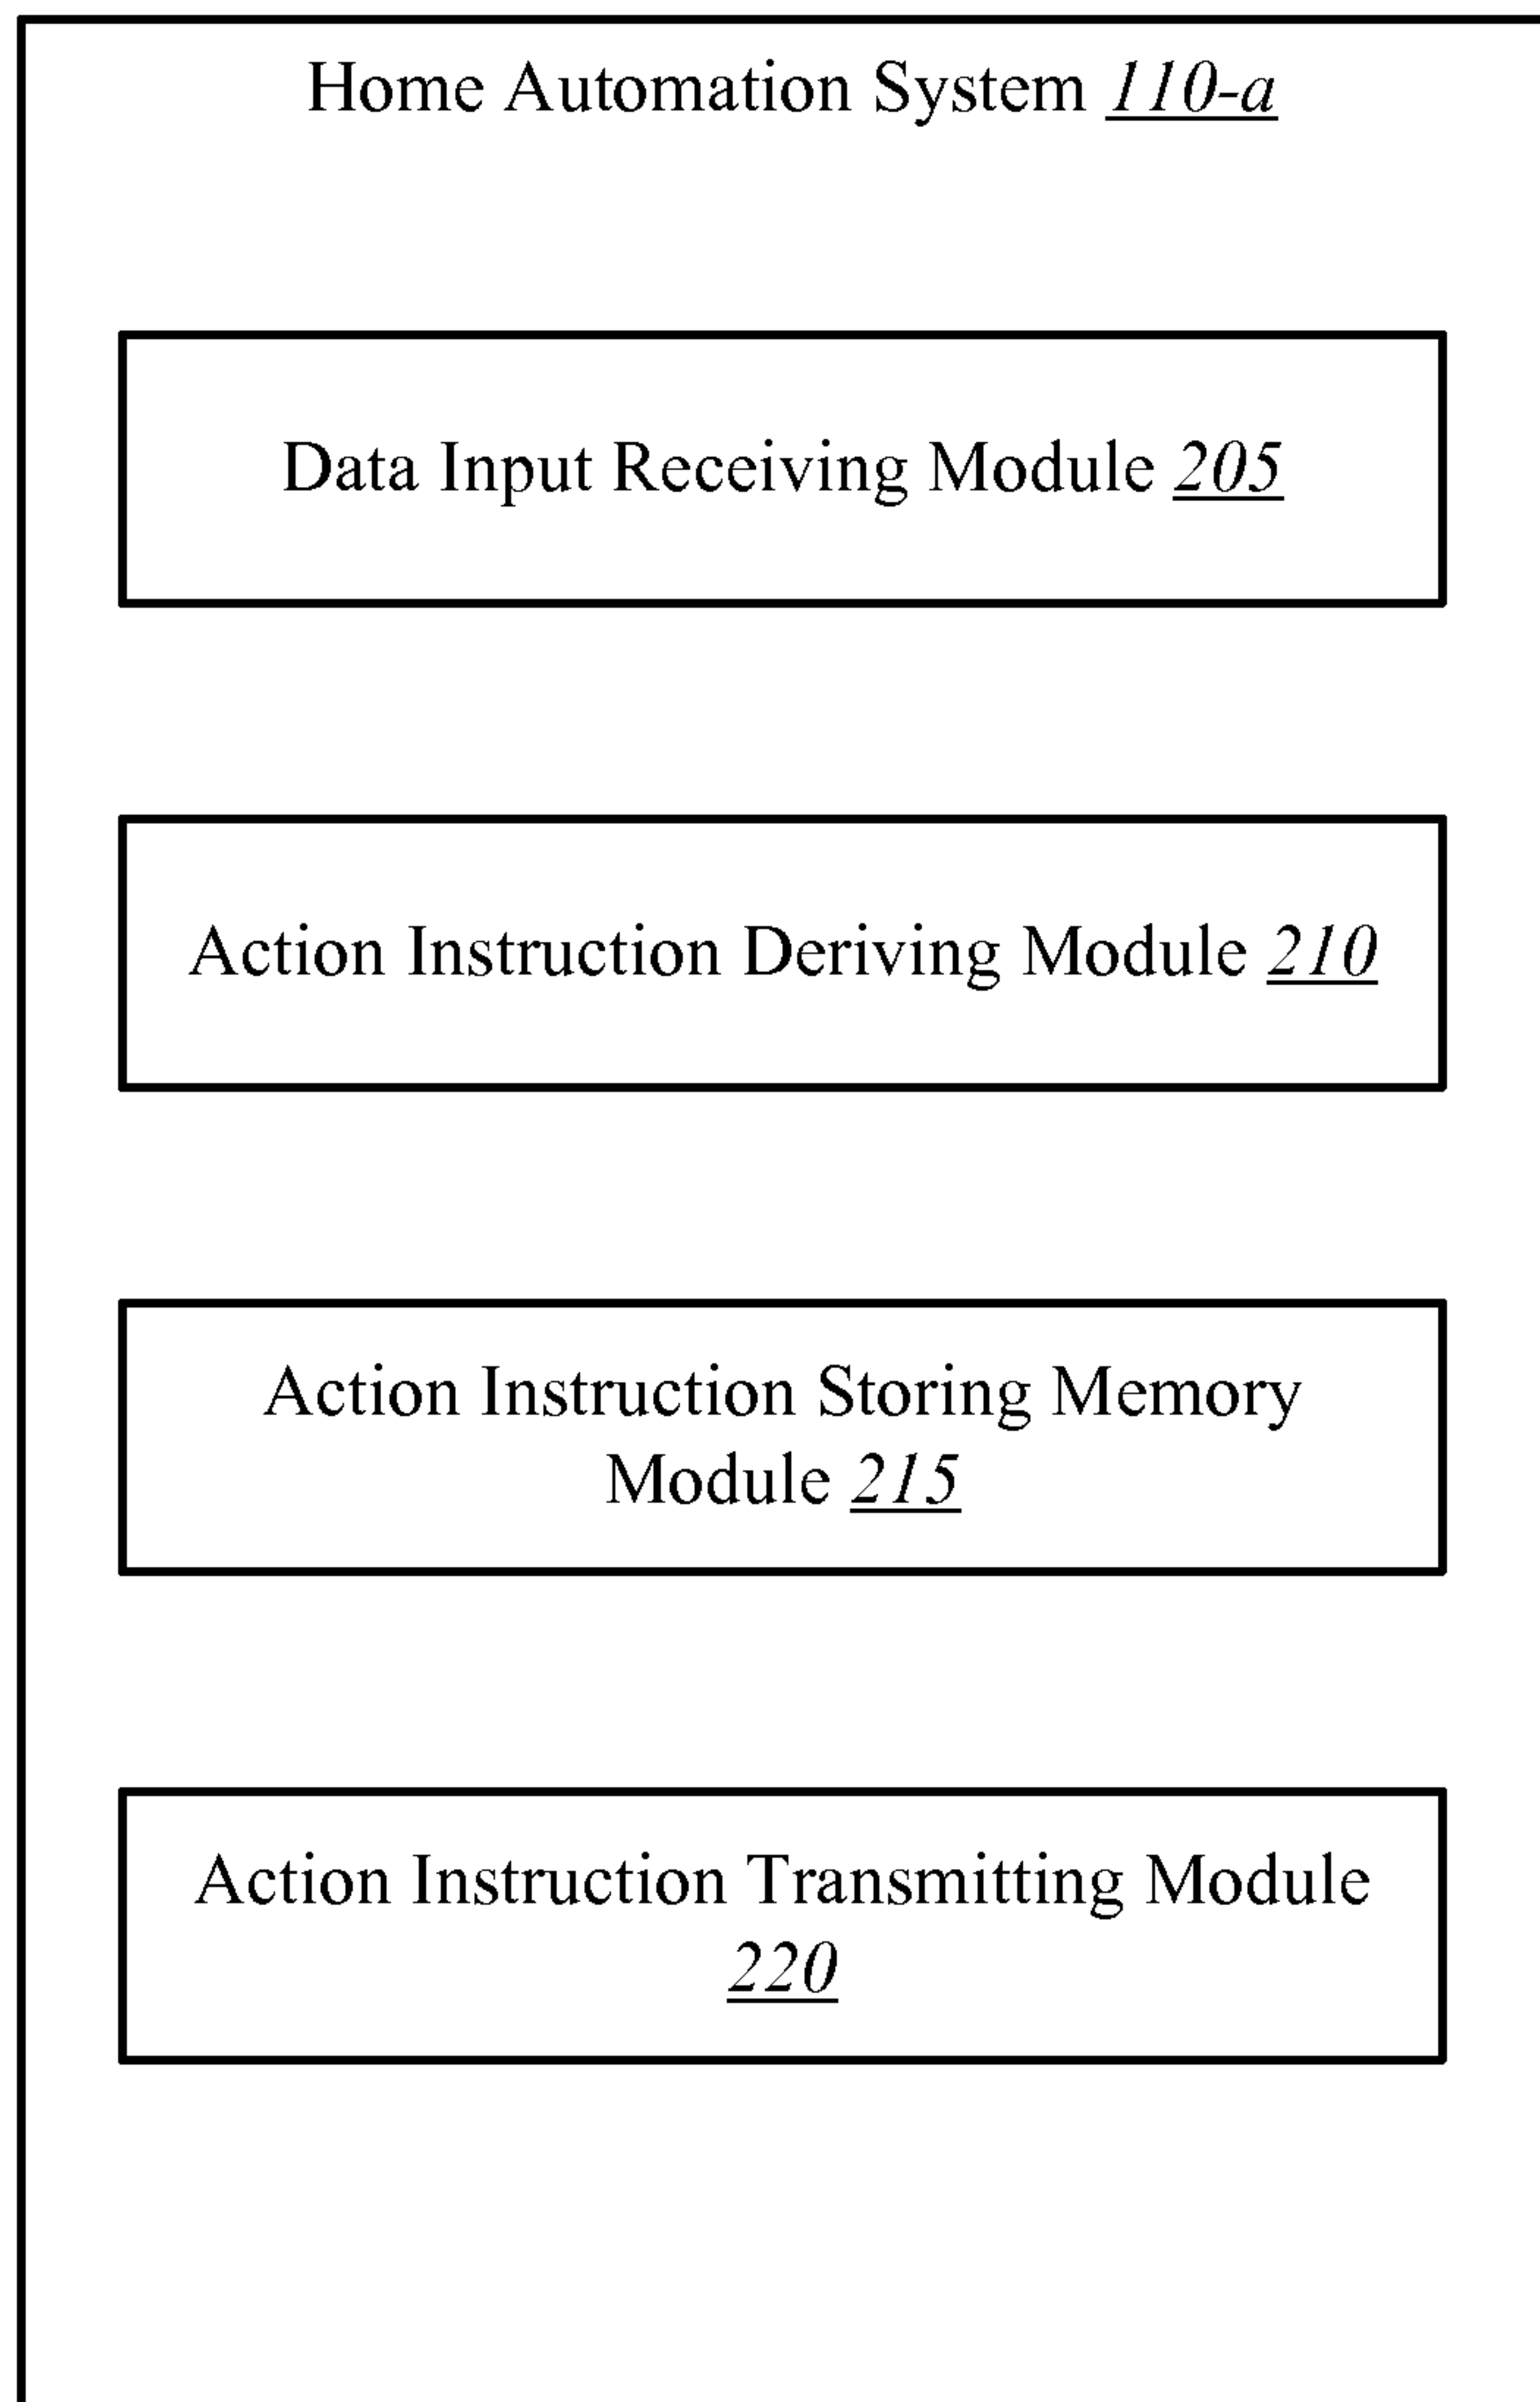 Home Automation System 110-a
Data Input Receiving Module 205
Action Instruction Deriving Module 210
Action Instruction Storing Memory
Module 215
Action Instruction Transmitting Module
220